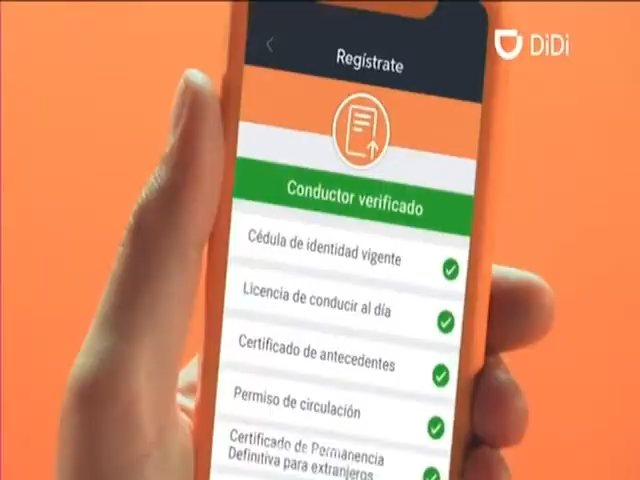 DiDi
Regístrate
Conductor verificado
Cédula de identidad vigente
Licencia de conducir al día
Certificado de antecedentes
Permiso de circulación
Certificado de Permanencia
Definitiva para extranjeros